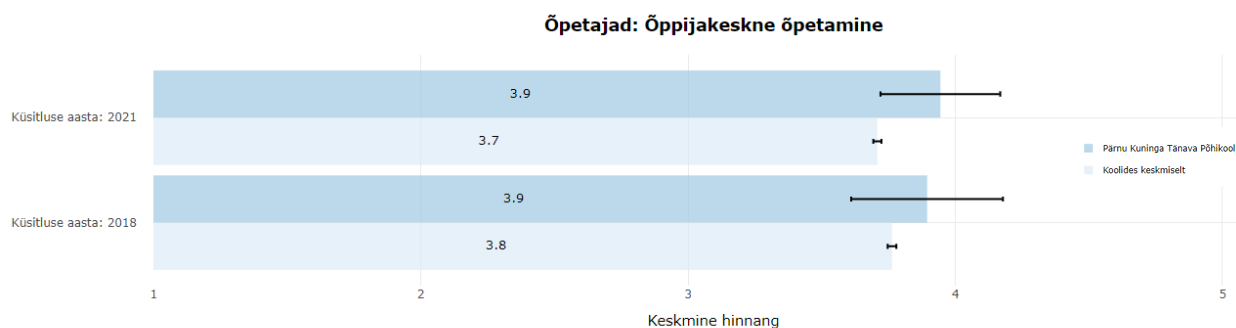 Õpetajad: Õppijakeskne õpetamine
Küsitluse aasta: 2021
3.9
3.7
Pärnu Kuninga Tänava Põhikool
Koolides keskmiselt
Küsitluse aasta: 2018
3.9
3.8
1 2 3 4 5
Keskmine hinnang